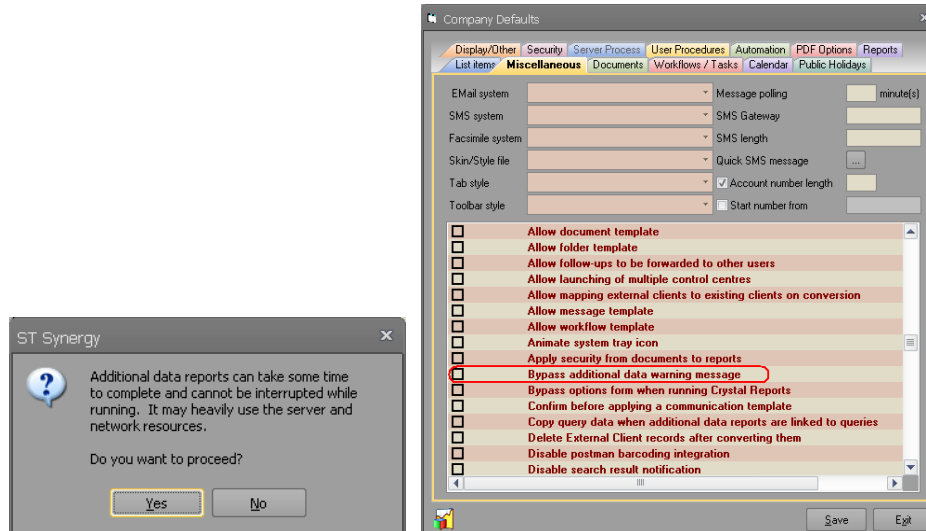 Company Defaults
Display/Other Security Server Process User Procedures Automation PDF Options Reports
List items Miscellaneous Documents Workflows / Tasks Calendar Public Holidays
EMail system Message polling minute(s)
SMS system SMS Gateway
Facsimile system SMS length
Skin/Style file Quick SMS message ...
Tab style Account number length
Toolbar style Start number from
Allow document template
Allow folder template
Allow follow-ups to be forwarded to other users
Allow launching of multiple control centres
Allow mapping external clients to existing clients on conversion
Allow message template
Allow workflow template
Animate system tray icon
Apply security from documents to reports
Bypass additional data warning message
Bypass options form when running Crystal Reports
Confirm before applying a communication template
Copy query data when additional data reports are linked to queries
Delete External Client records after converting them
Disable postman barcoding integration
Disable search result notification
Save Exit
ST Synergy
Additional data reports can take some time
to complete and cannot be interrupted while
running. It may heavily use the server and
network resources.
Do you want to proceed?
Yes No